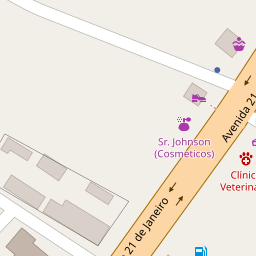 Avenida 21
Sr. Johnson
(Cosméticos)
Clínic
Veterina
21 de Janeiro